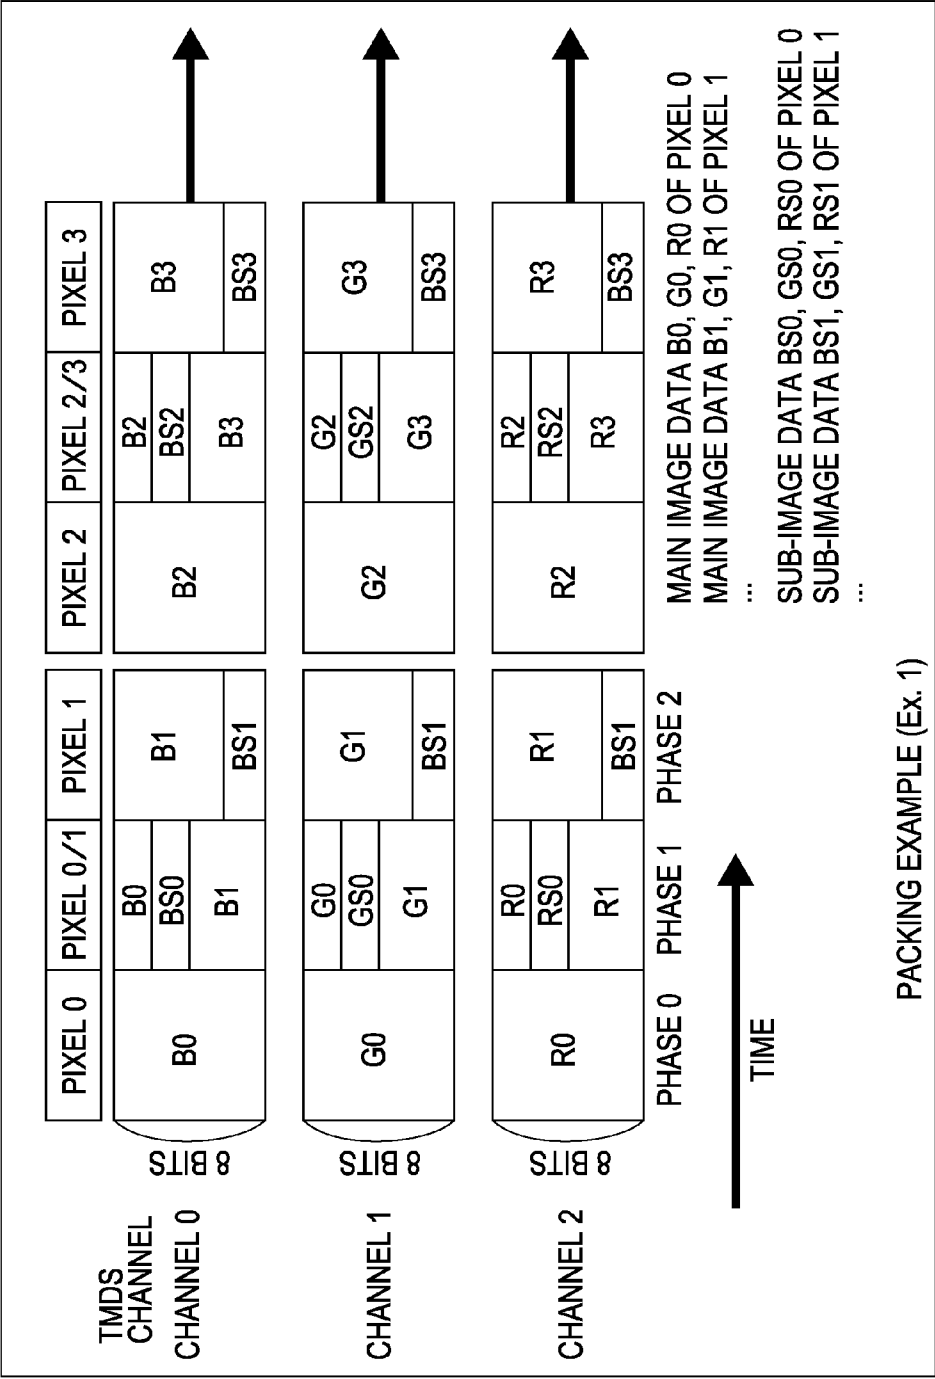 PIXEL 0 PIXEL 0/1 PIXEL 1 PIXEL 2 PIXEL 2/3 PIXEL 3
TMDS
CHANNEL
CHANNEL 0
8 BITS
B0
B0
BS0
B1
B1
BS1
B2
B2
BS2
B3
B3
BS3
CHANNEL 1
8 BITS
G0
G0
GS0
G1
G1
BS1
G2
G2
GS2
G3
G3
BS3
CHANNEL 2
8 BITS
R0
R0
RS0
R1
R1
BS1
R2
R2
RS2
R3
R3
BS3
PHASE 0 PHASE 1 PHASE 2
TIME
MAIN IMAGE DATA B0, G0, R0 OF PIXEL 0
MAIN IMAGE DATA B1, G1, R1 OF PIXEL 1
...
SUB-IMAGE DATA BS0, GS0, RS0 OF PIXEL 0
SUB-IMAGE DATA BS1, GS1, RS1 OF PIXEL 1
...
PACKING EXAMPLE (Ex. 1)